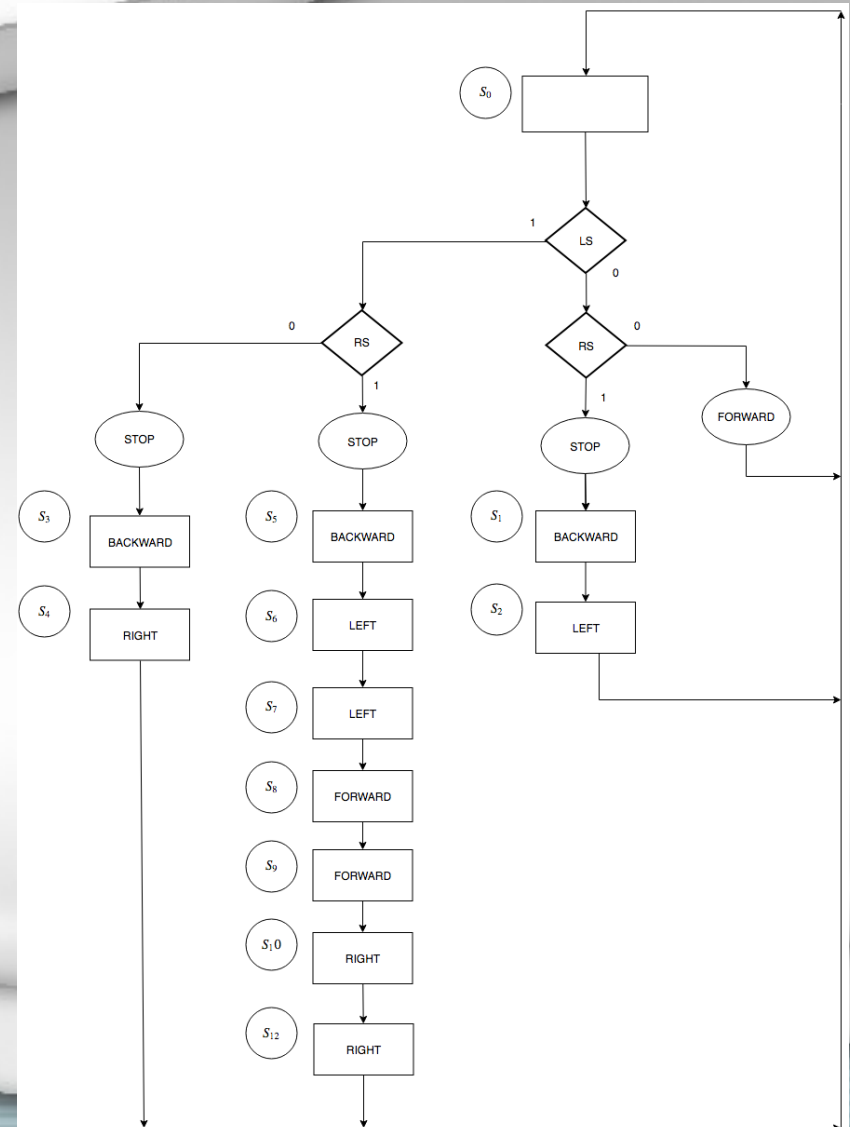 S₀
1
LS
0
0
RS
1
RS
0
1
STOP
STOP
STOP
FORWARD
S₃
BACKWARD
S₅
BACKWARD
S₁
BACKWARD
S₄
RIGHT
S₆
LEFT
S₂
LEFT
S₇
LEFT
S₈
FORWARD
S₉
FORWARD
S₁0
RIGHT
S₁₂
RIGHT